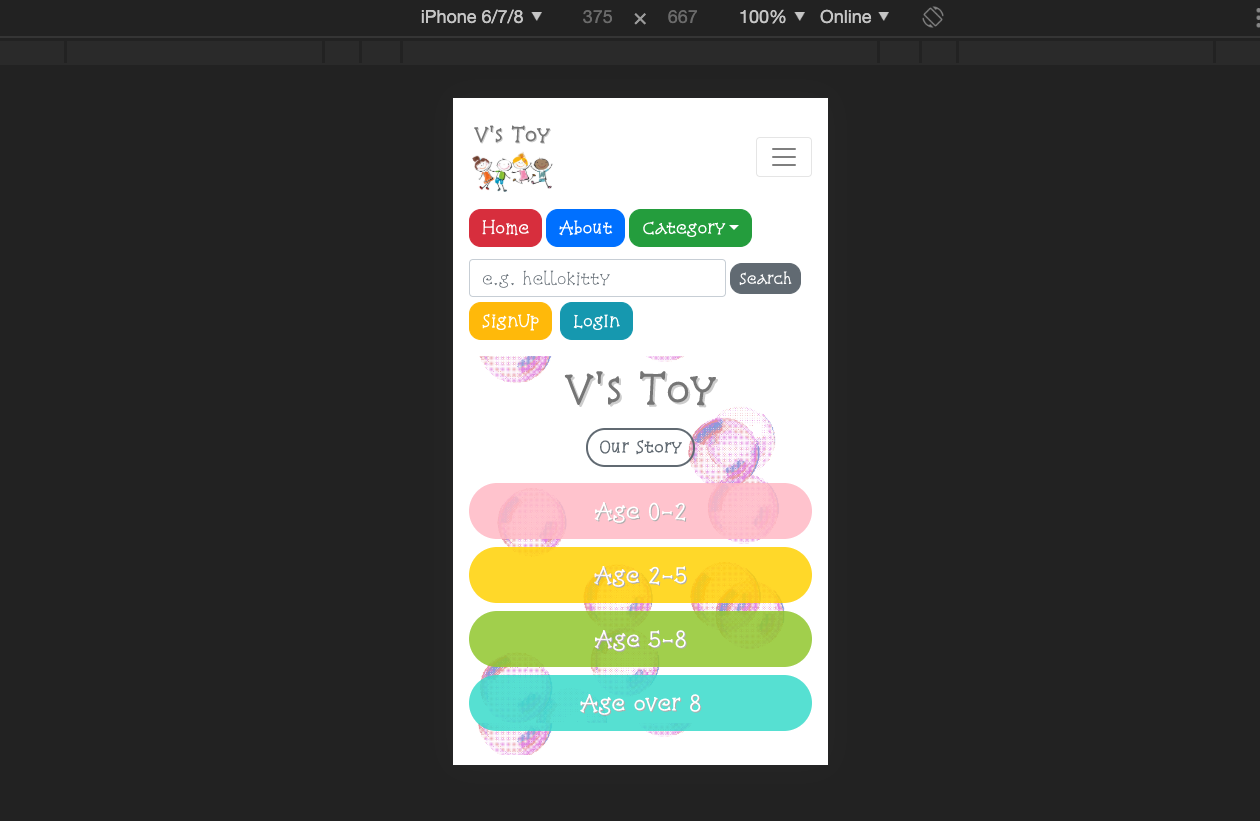 iPhone 6/7/8 ▼ 375 × 667 100% ▼ Online ▼
V's Toy
Home About Category
e.g. hellokitty Search
SignUp LogIn
V's Toy
Our Story
Age 0-2
Age 2-5
Age 5-8
Age over 8